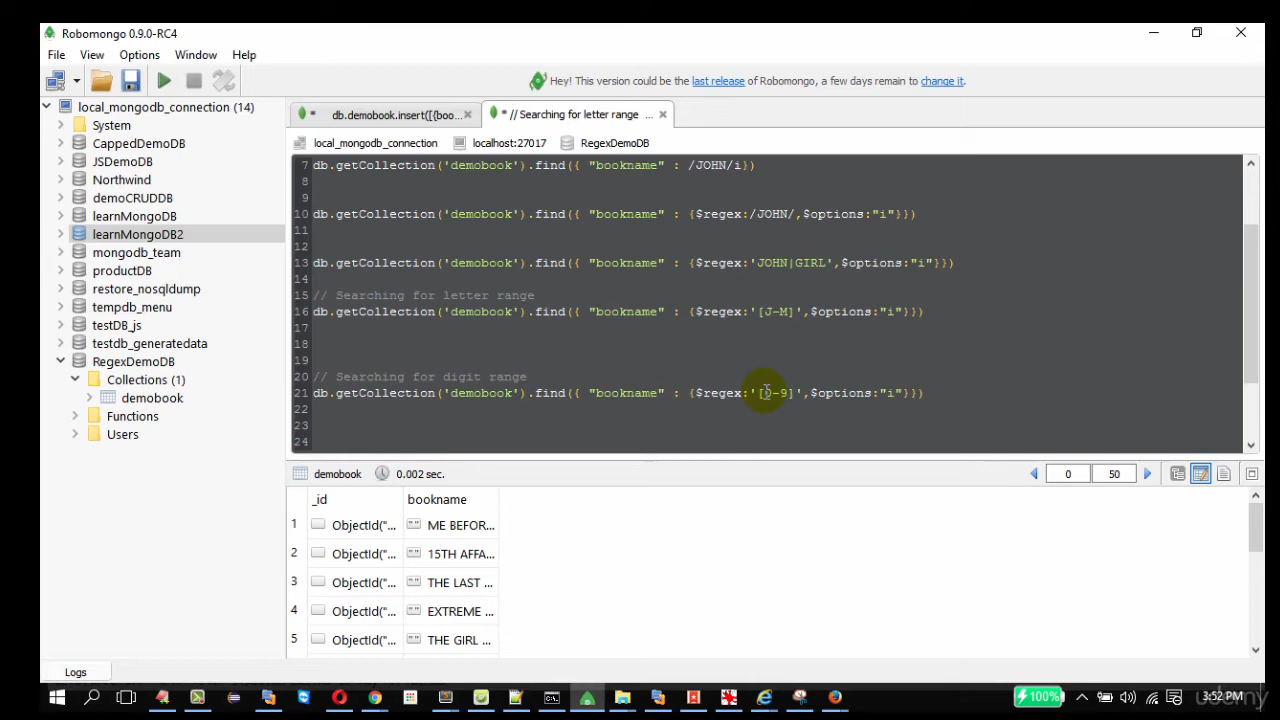 Robomongo 0.9.0-RC4
File View Options Window Help
Hey! This version could be the last release of Robomongo, a few days remain to change it.
local_mongodb_connection (14)
System
CappedDemoDB
JSDemoDB
Northwind
demoCRUDDB
learnMongoDB
learnMongoDB2
mongodb_team
productDB
restore_nosqldump
tempdb_menu
testDB_js
testdb_generatedata
RegexDemoDB
Collections (1)
demobook
Functions
Users
* db.demobook.insert([{boo...
* // Searching for letter range ...
local_mongodb_connection localhost:27017 RegexDemoDB
7 db.getCollection('demobook').find({ "bookname" : /JOHN/i})
8
9
10 db.getCollection('demobook').find({ "bookname" : {$regex:/JOHN/,$options:"i"}})
11
12
13 db.getCollection('demobook').find({ "bookname" : {$regex:'JOHN|GIRL',$options:"i"}})
14
15 // Searching for letter range
16 db.getCollection('demobook').find({ "bookname" : {$regex:'[J-M]',$options:"i"}})
17
18
19
20 // Searching for digit range
21 db.getCollection('demobook').find({ "bookname" : {$regex:'[0-9]',$options:"i"}})
22
23
24
demobook 0.002 sec. 0 50
_id bookname
1 ObjectId("... ME BEFOR...
2 ObjectId("... 15TH AFFA...
3 ObjectId("... THE LAST ...
4 ObjectId("... EXTREME ...
5 ObjectId("... THE GIRL ...
Logs
100% 3:52 PM
udemy